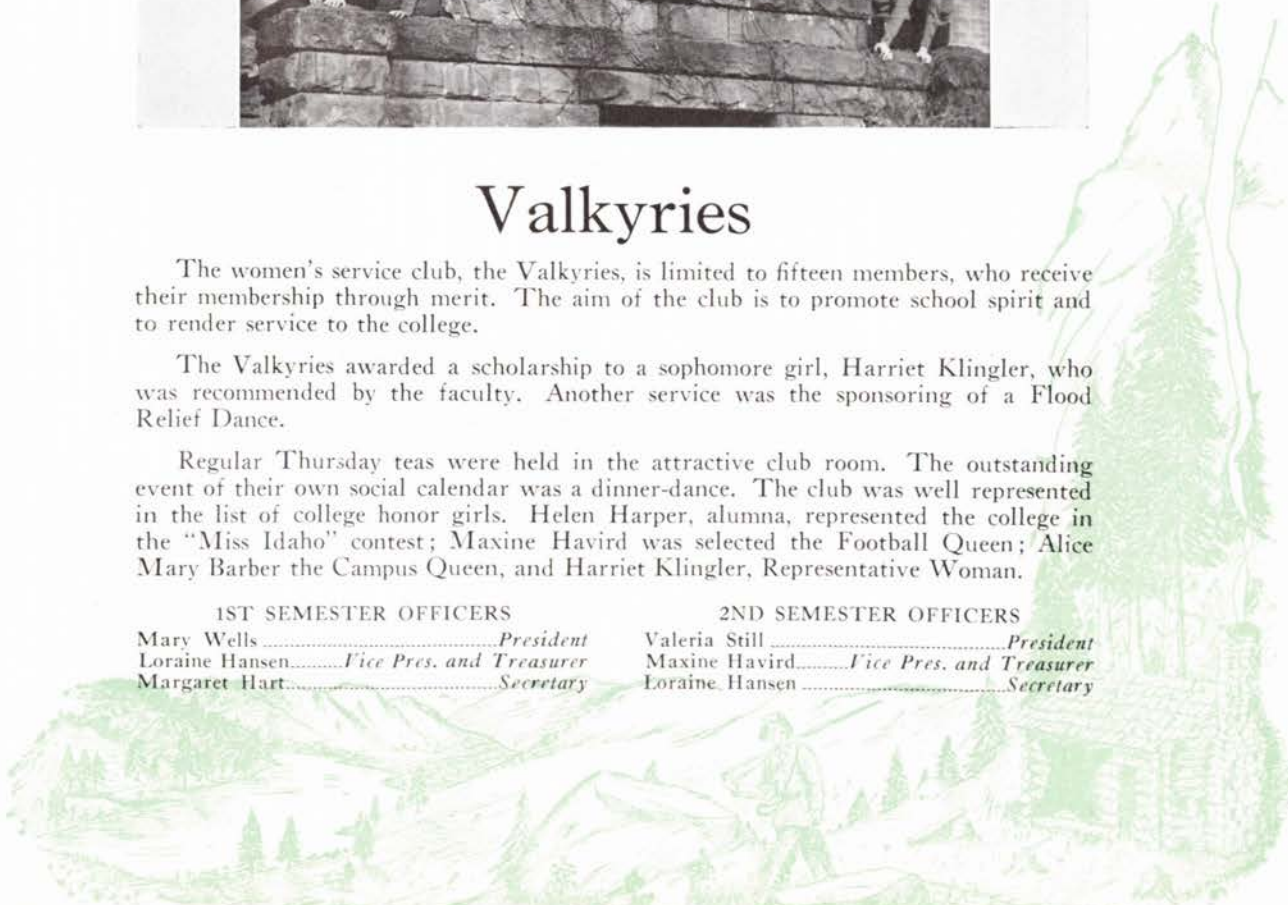 Valkyries
The women's service club, the Valkyries, is limited to fifteen members, who receive
their membership through merit. The aim of the club is to promote school spirit and
to render service to the college.
The Valkyries awarded a scholarship to a sophomore girl, Harriet Klingler, who
was recommended by the faculty. Another service was the sponsoring of a Flood
Relief Dance.
Regular Thursday teas were held in the attractive club room. The outstanding
event of their own social calendar was a dinner-dance. The club was well represented
in the list of college honor girls. Helen Harper, alumna, represented the college in
the "Miss Idaho" contest; Maxine Havird was selected the Football Queen; Alice
Mary Barber the Campus Queen, and Harriet Klingler, Representative Woman.
1ST SEMESTER OFFICERS
Mary Wells President
Loraine Hansen Vice Pres. and Treasurer
Margaret Hart Secretary
2ND SEMESTER OFFICERS
Valeria Still President
Maxine Havird Vice Pres. and Treasurer
Loraine Hansen Secretary